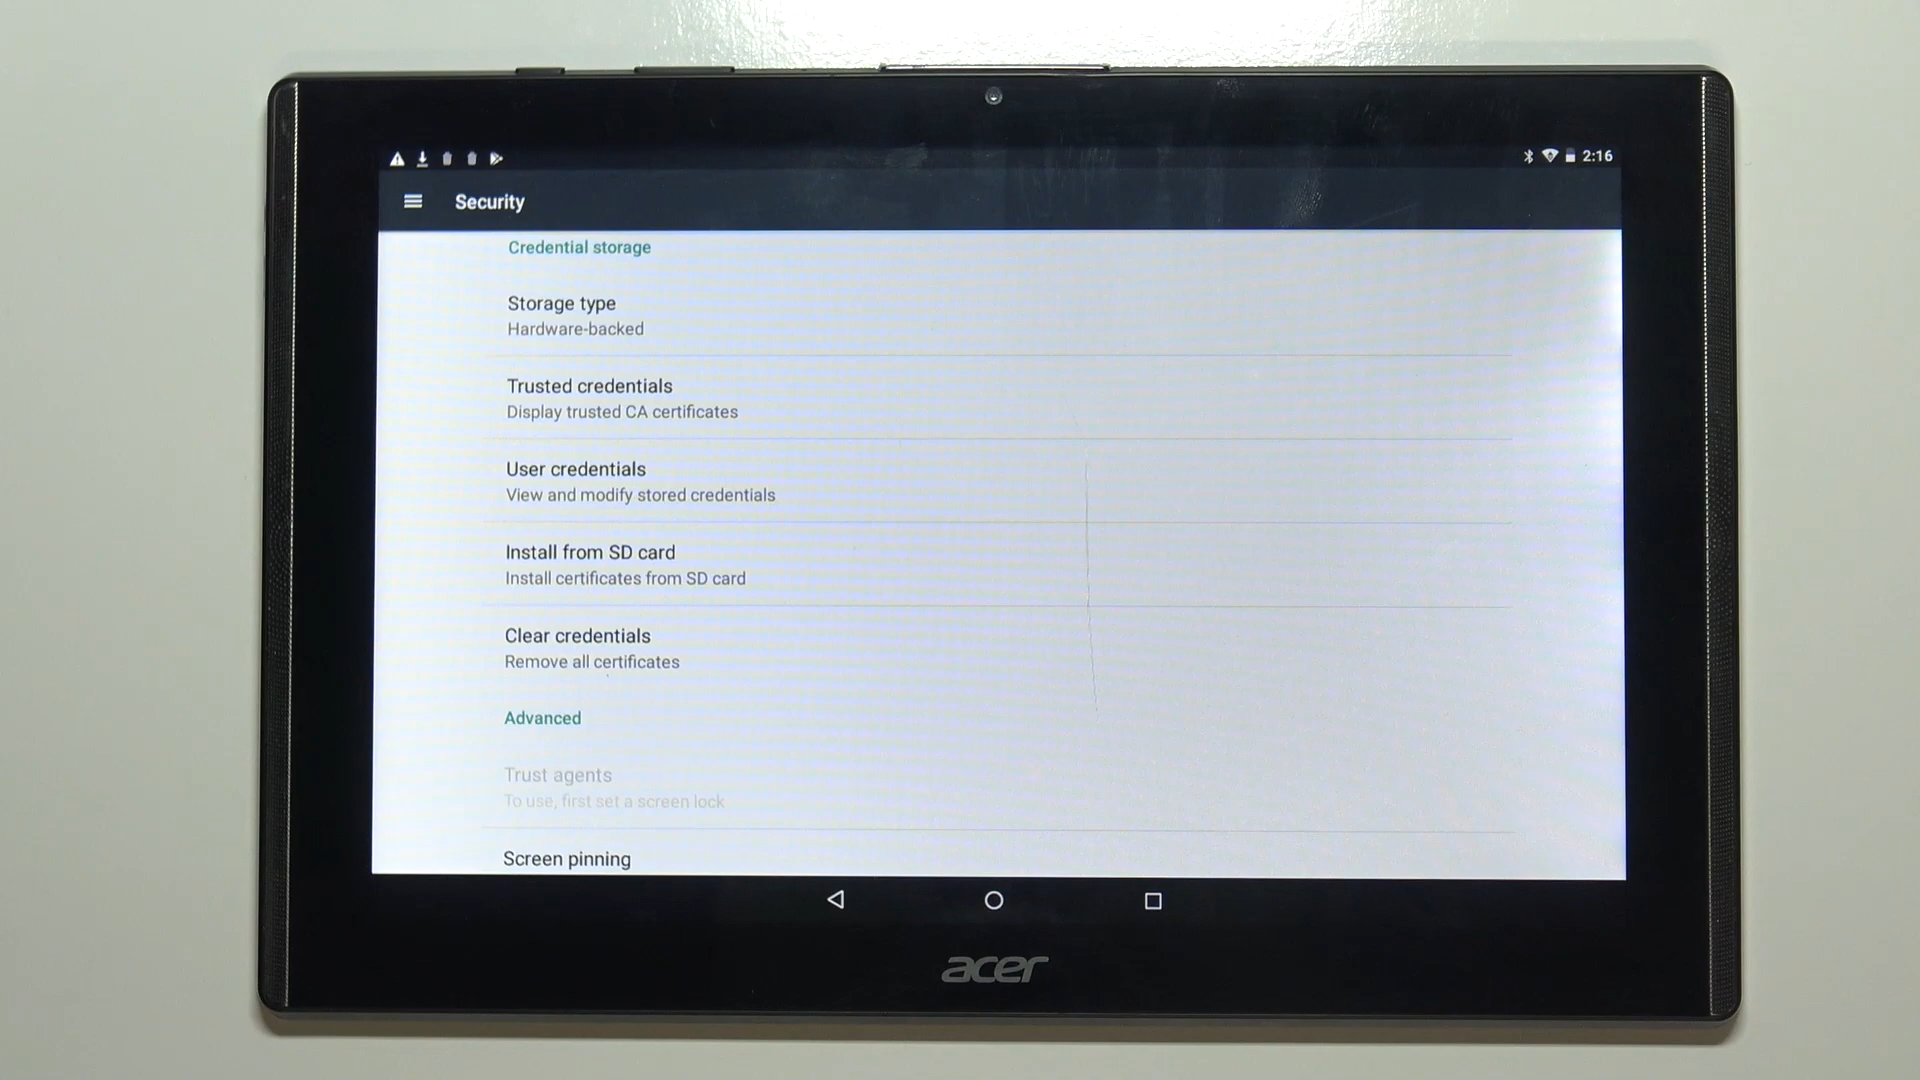 2:16
Security
Credential storage
Storage type
Hardware-backed
Trusted credentials
Display trusted CA certificates
User credentials
View and modify stored credentials
Install from SD card
Install certificates from SD card
Clear credentials
Remove all certificates
Advanced
Trust agents
To use, first set a screen lock
Screen pinning
acer